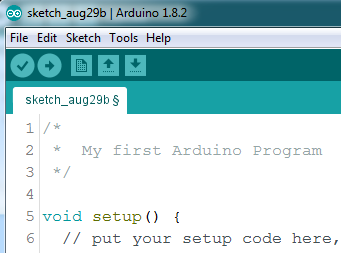 sketch_aug29b | Arduino 1.8.2
File Edit Sketch Tools Help
sketch_aug29b §
1 /*
2  *  My first Arduino Program
3  */
4
5 void setup() {
6   // put your setup code here,